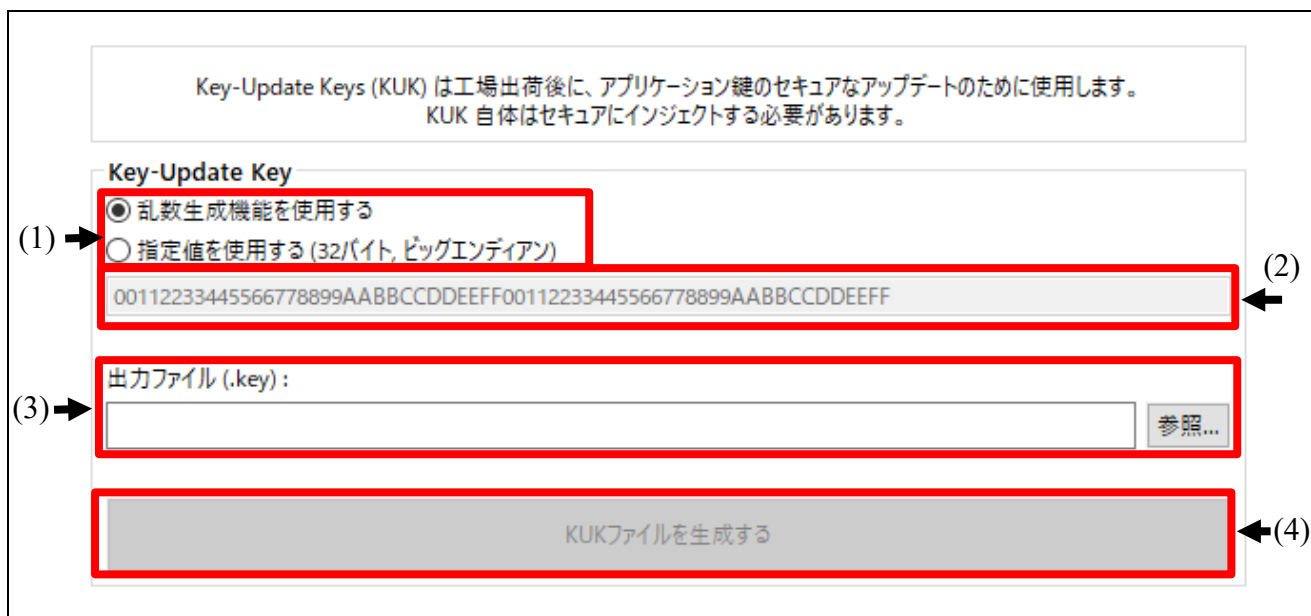 Key-Update Keys (KUK) は工場出荷後に、アプリケーション鍵のセキュアなアップデートのために使用します。
KUK 自体はセキュアにインジェクトする必要があります。
Key-Update Key
(1)
乱数生成機能を使用する
指定値を使用する (32バイト, ビッグエンディアン)
(2)
00112233445566778899AABBCCDDEEFF00112233445566778899AABBCCDDEEFF
出力ファイル (.key) :
(3)
参照...
KUKファイルを生成する
(4)